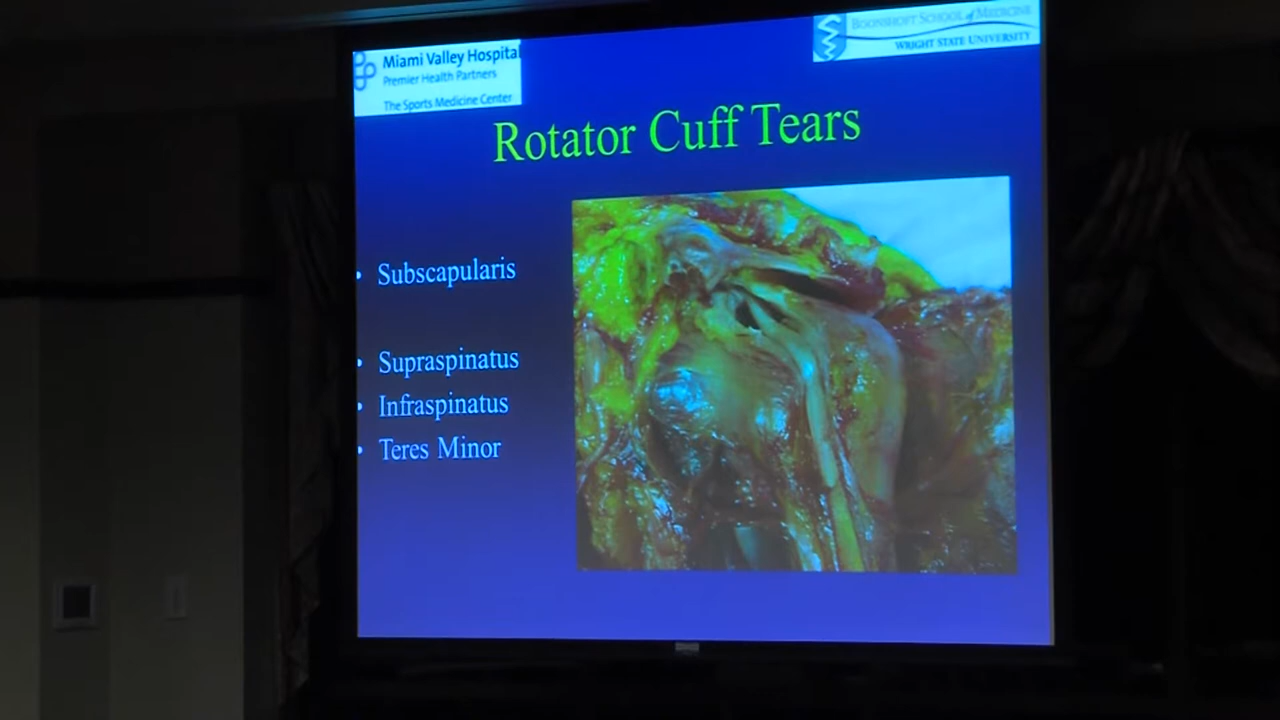 Miami Valley Hospital
Premier Health Partners
The Sports Medicine Center
BOONSHOFT SCHOOL of MEDICINE
WRIGHT STATE UNIVERSITY
Rotator Cuff Tears
• Subscapularis
• Supraspinatus
• Infraspinatus
• Teres Minor